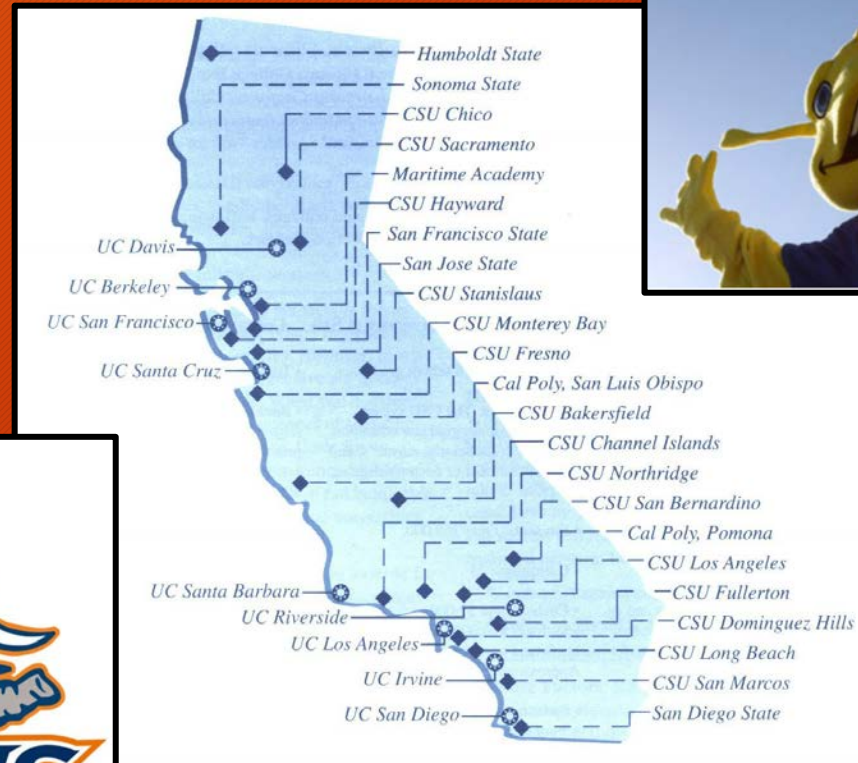 Humboldt State
Sonoma State
CSU Chico
CSU Sacramento
Maritime Academy
CSU Hayward
San Francisco State
San Jose State
CSU Stanislaus
CSU Monterey Bay
CSU Fresno
Cal Poly, San Luis Obispo
CSU Bakersfield
CSU Channel Islands
CSU Northridge
CSU San Bernardino
Cal Poly, Pomona
CSU Los Angeles
CSU Fullerton
CSU Dominguez Hills
CSU Long Beach
CSU San Marcos
San Diego State
UC Davis
UC Berkeley
UC San Francisco
UC Santa Cruz
UC Santa Barbara
UC Riverside
UC Los Angeles
UC Irvine
UC San Diego